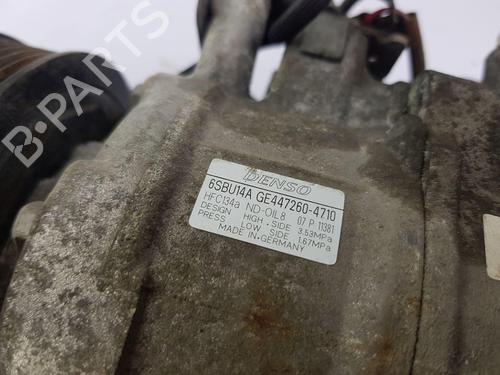 B-PARTS
DENSO
6SBU14A GE447260-4710
HFC134a ND-OIL8 07 P 11381
DESIGN HIGH-SIDE 3.53MPa
PRESS LOW SIDE 1.67MPa
MADE IN GERMANY